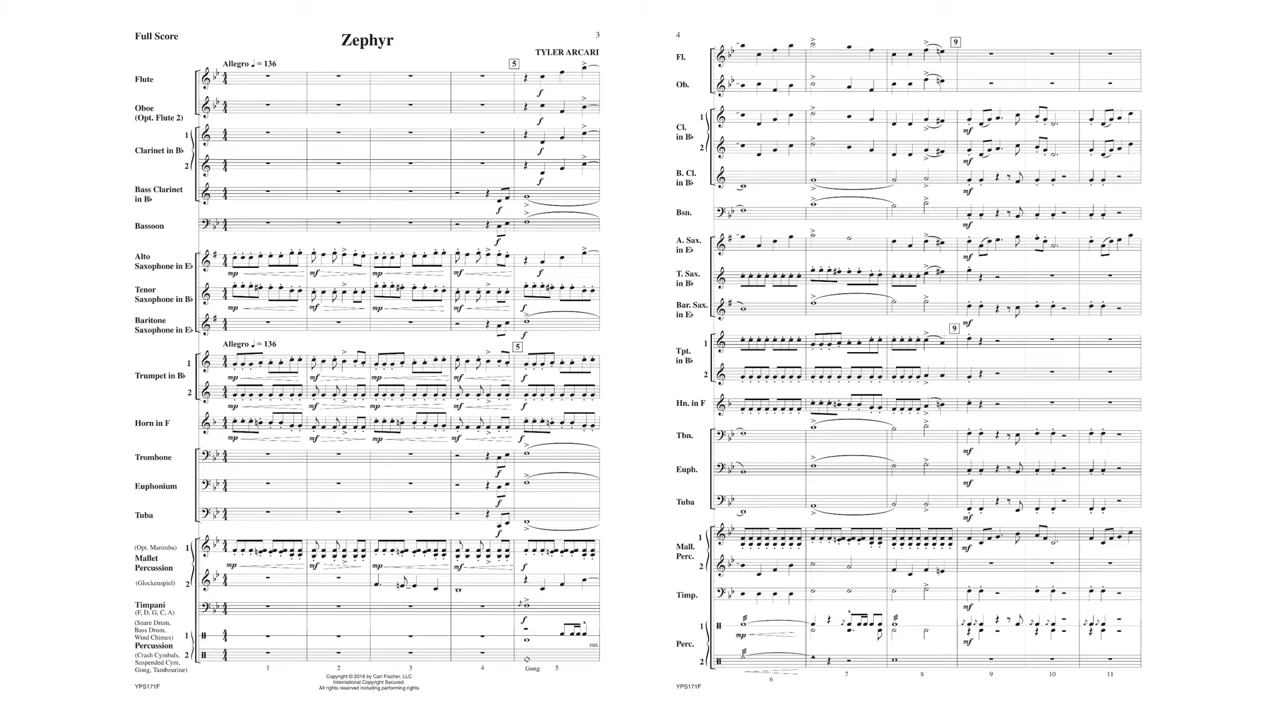 Full Score
Zephyr
3
TYLER ARCARI
Allegro ♩ = 136
5
Flute
Oboe
(Opt. Flute 2)
1
Clarinet in B♭
2
Bass Clarinet
in B♭
Bassoon
Alto
Saxophone in E♭
Tenor
Saxophone in B♭
Baritone
Saxophone in E♭
Allegro ♩ = 136
5
1
Trumpet in B♭
2
Horn in F
Trombone
Euphonium
Tuba
(Opt. Marimba) 1
Mallet
Percussion
(Glockenspiel) 2
Timpani
(F, D, G, C, A)
(Snare Drum,
Bass Drum,
Wind Chimes) 1
Percussion
2
(Crash Cymbals,
Suspended Cym,
Gong, Tambourine)
sus.
Gong
1 2 3 4 5
Copyright © 2016 by Carl Fischer, LLC
International Copyright Secured.
All rights reserved including performing rights.
YPS171F
4
9
Fl.
Ob.
1
Cl.
in B♭
2
B. Cl.
in B♭
Bsn.
A. Sax.
in E♭
T. Sax.
in B♭
Bar. Sax.
in E♭
9
1
Tpt.
in B♭
2
Hn. in F
Tbn.
Euph.
Tuba
1
Mall.
Perc.
2
Timp.
1
Perc.
2
6 7 8 9 10 11
YPS171F